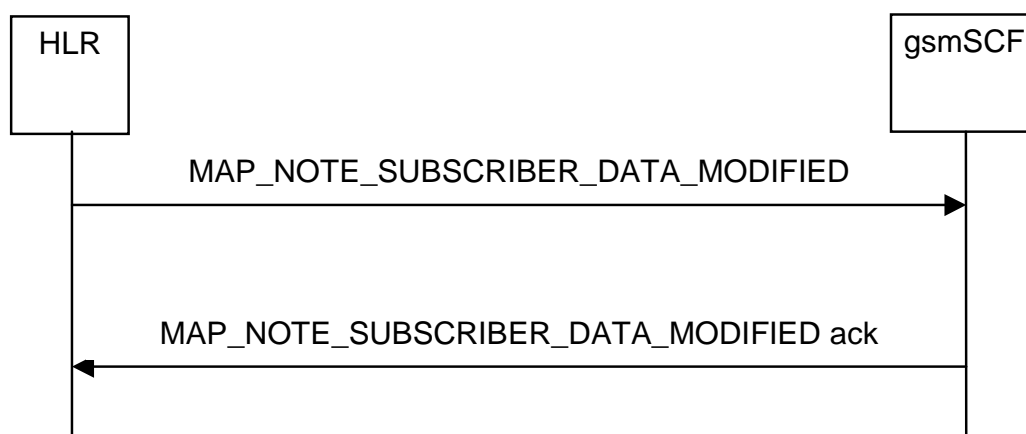 HLR
gsmSCF
MAP_NOTE_SUBSCRIBER_DATA_MODIFIED
MAP_NOTE_SUBSCRIBER_DATA_MODIFIED ack